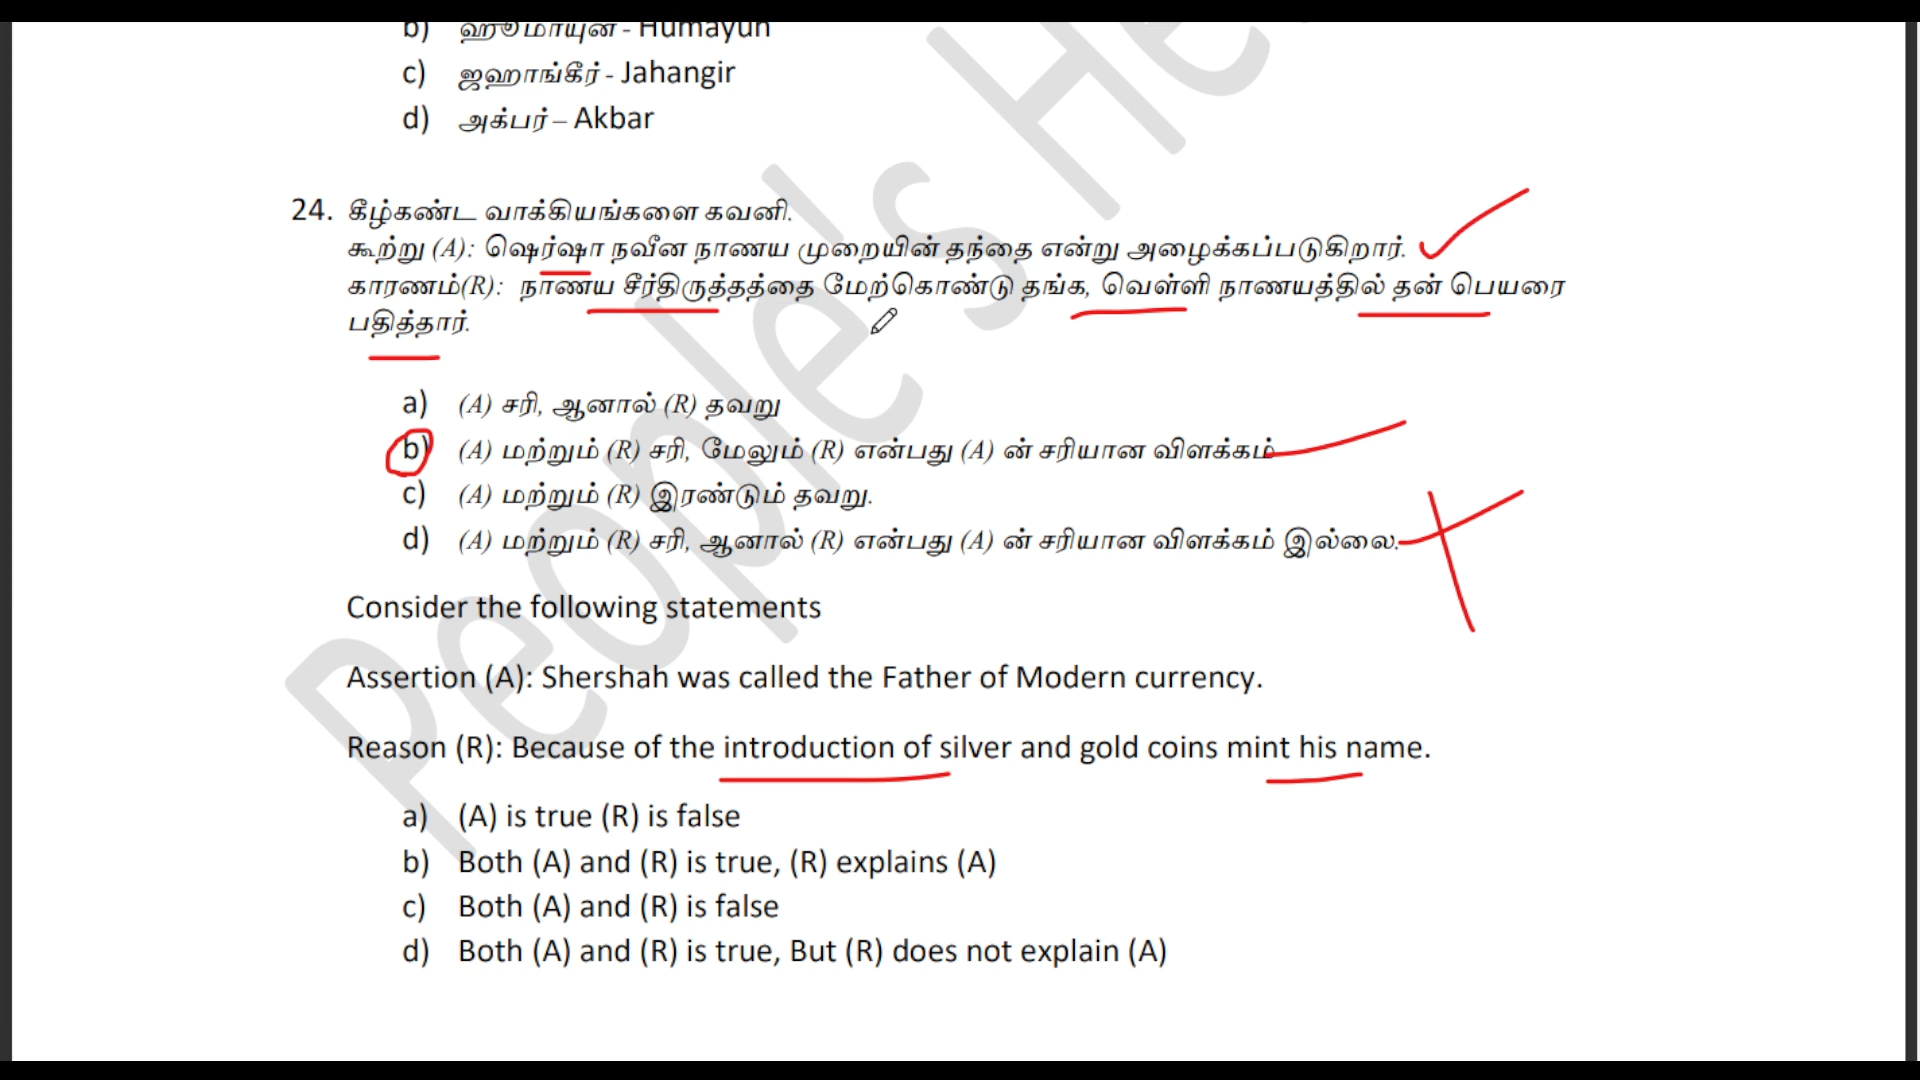 b) ஹூமாயுன் - Humayun
c) ஜஹாங்கீர் - Jahangir
d) அக்பர் – Akbar
24. கீழ்கண்ட வாக்கியங்களை கவனி.
கூற்று (A): ஷெர்ஷா நவீன நாணய முறையின் தந்தை என்று அழைக்கப்படுகிறார்.
காரணம்(R): நாணய சீர்திருத்தத்தை மேற்கொண்டு தங்க, வெள்ளி நாணயத்தில் தன் பெயரை
பதித்தார்.
a) (A) சரி, ஆனால் (R) தவறு
b) (A) மற்றும் (R) சரி, மேலும் (R) என்பது (A) ன் சரியான விளக்கம்
c) (A) மற்றும் (R) இரண்டும் தவறு.
d) (A) மற்றும் (R) சரி, ஆனால் (R) என்பது (A) ன் சரியான விளக்கம் இல்லை.
Consider the following statements
Assertion (A): Shershah was called the Father of Modern currency.
Reason (R): Because of the introduction of silver and gold coins mint his name.
a) (A) is true (R) is false
b) Both (A) and (R) is true, (R) explains (A)
c) Both (A) and (R) is false
d) Both (A) and (R) is true, But (R) does not explain (A)
People's He